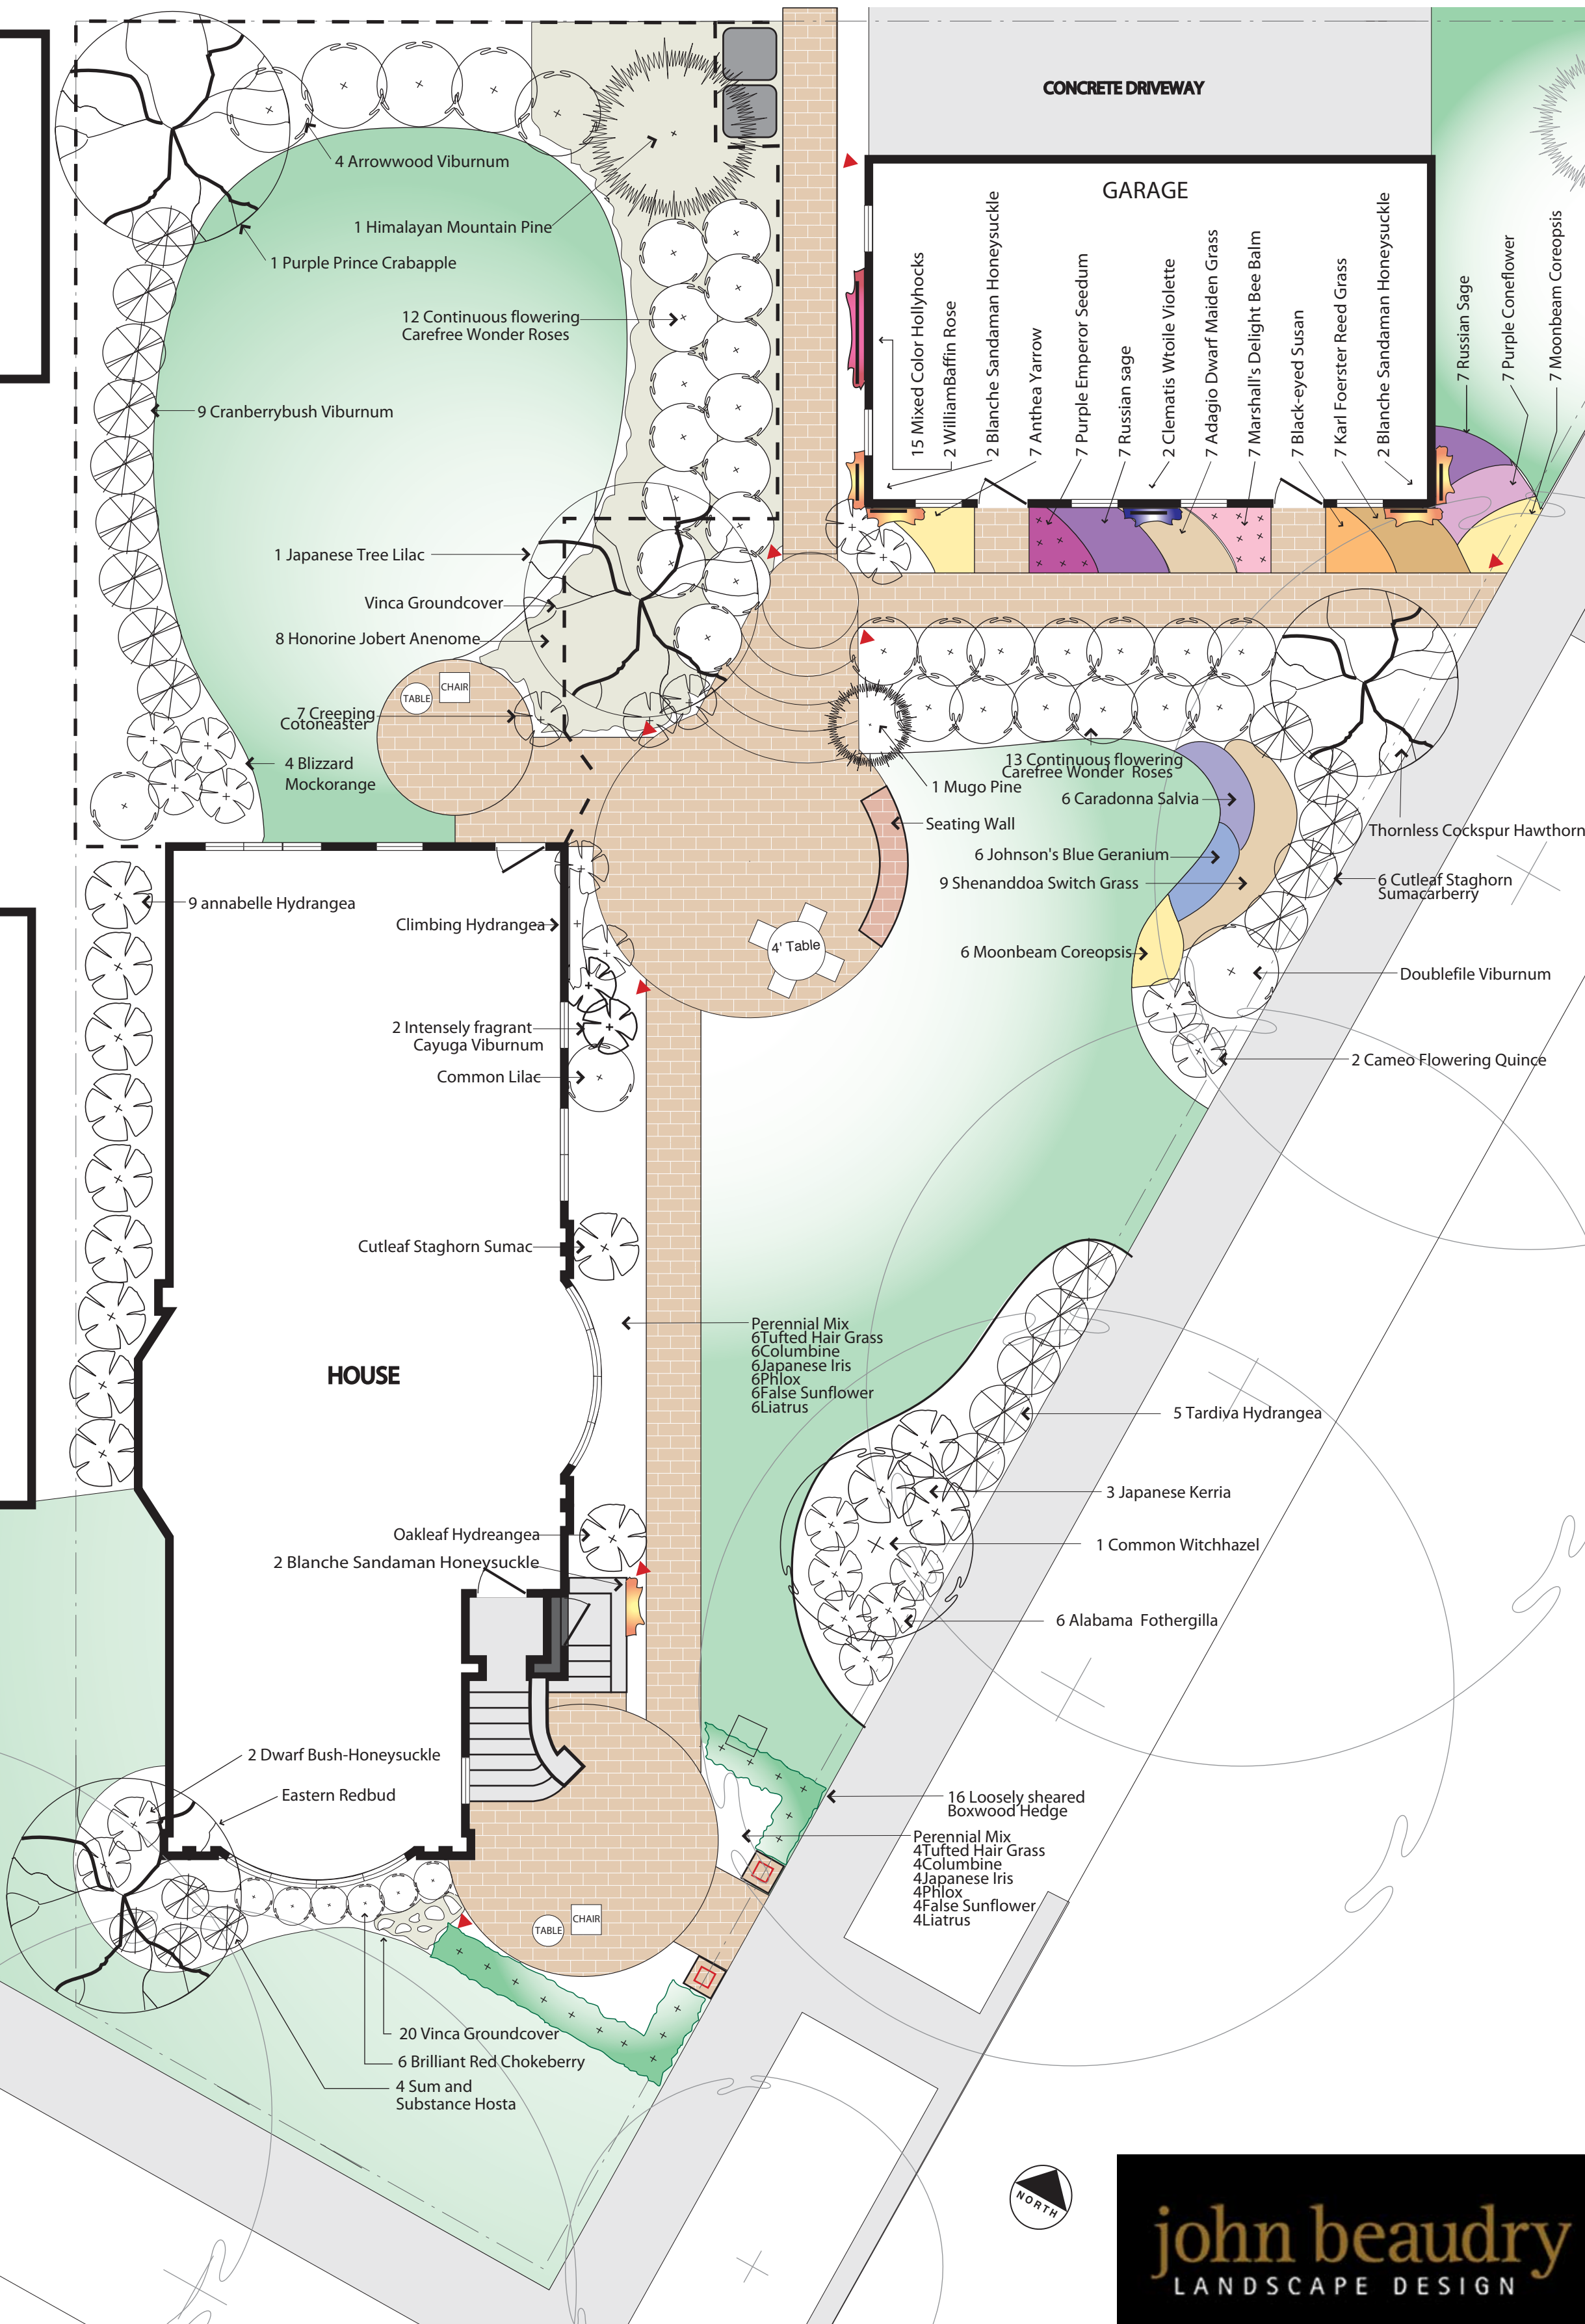 CONCRETE DRIVEWAY
GARAGE
4 Arrowwood Viburnum
1 Himalayan Mountain Pine
1 Purple Prince Crabapple
12 Continuous flowering
Carefree Wonder Roses
9 Cranberrybush Viburnum
15 Mixed Color Hollyhocks
2 WilliamBaffin Rose
2 Blanche Sandaman Honeysuckle
7 Anthea Yarrow
7 Purple Emperor Seedum
7 Russian sage
2 Clematis Wtoile Violette
7 Adagio Dwarf Maiden Grass
7 Marshall's Delight Bee Balm
7 Black-eyed Susan
7 Karl Foerster Reed Grass
2 Blanche Sandaman Honeysuckle
7 Russian Sage
7 Purple Coneflower
7 Moonbeam Coreopsis
1 Japanese Tree Lilac
Vinca Groundcover
8 Honorine Jobert Anenome
TABLE
CHAIR
7 Creeping
Cotoneaster
4 Blizzard
Mockorange
13 Continuous flowering
Carefree Wonder Roses
1 Mugo Pine
6 Caradonna Salvia
Seating Wall
Thornless Cockspur Hawthorn
6 Johnson's Blue Geranium
9 Shenanddoa Switch Grass
6 Cutleaf Staghorn
Sumacarberry
9 annabelle Hydrangea
Climbing Hydrangea
4' Table
6 Moonbeam Coreopsis
Doublefile Viburnum
2 Intensely fragrant
Cayuga Viburnum
2 Cameo Flowering Quince
Common Lilac
Cutleaf Staghorn Sumac
Perennial Mix
6Tufted Hair Grass
6Columbine
6Japanese Iris
6Phlox
6False Sunflower
6Liatrus
HOUSE
5 Tardiva Hydrangea
3 Japanese Kerria
Oakleaf Hydreangea
1 Common Witchhazel
2 Blanche Sandaman Honeysuckle
6 Alabama Fothergilla
2 Dwarf Bush-Honeysuckle
Eastern Redbud
16 Loosely sheared
Boxwood Hedge
Perennial Mix
4Tufted Hair Grass
4Columbine
4Japanese Iris
4Phlox
4False Sunflower
4Liatrus
TABLE
CHAIR
20 Vinca Groundcover
6 Brilliant Red Chokeberry
4 Sum and
Substance Hosta
NORTH
john beaudry
LANDSCAPE DESIGN